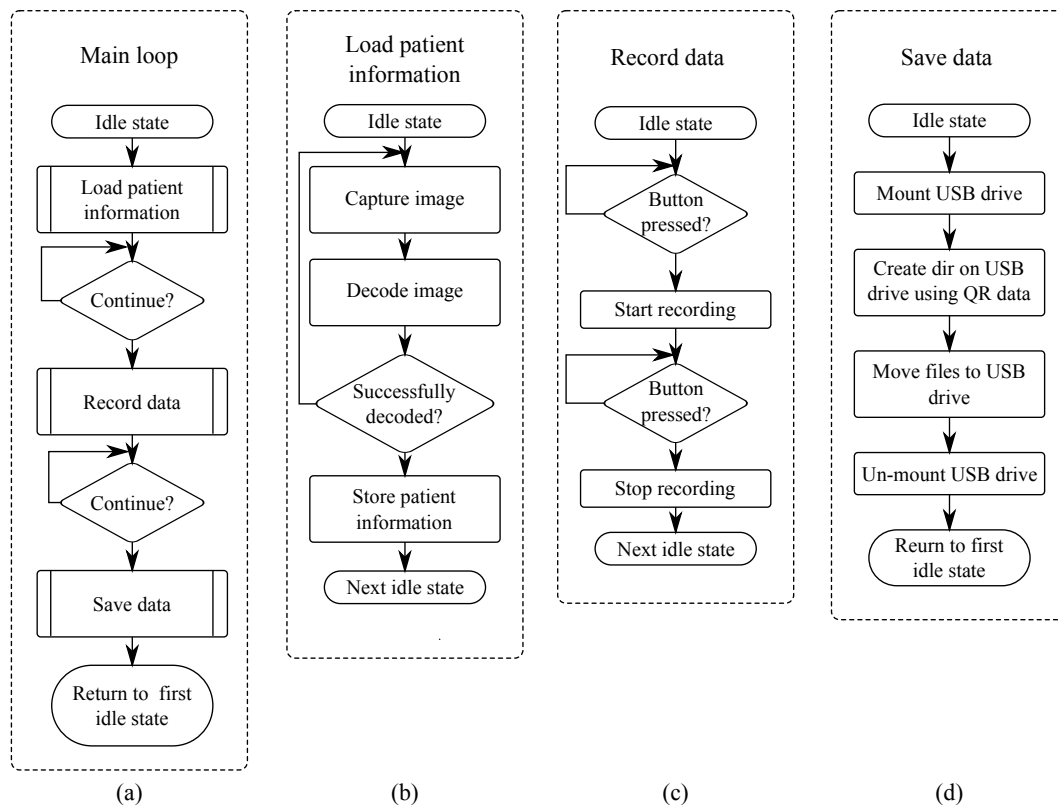 Main loop
Idle state
Load patient
information
Continue?
Record data
Continue?
Save data
Return to first
idle state
(a)
Load patient
information
Idle state
Capture image
Decode image
Successfully
decoded?
Store patient
information
Next idle state
(b)
Record data
Idle state
Button
pressed?
Start recording
Button
pressed?
Stop recording
Next idle state
(c)
Save data
Idle state
Mount USB drive
Create dir on USB
drive using QR data
Move files to USB
drive
Un-mount USB drive
Reurn to first
idle state
(d)